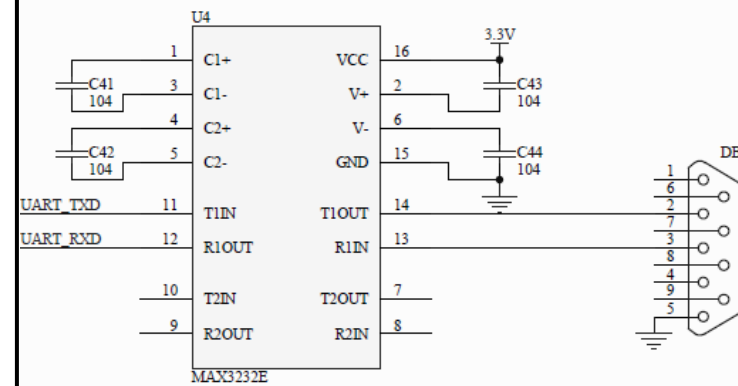 U4
3.3V
1 C1+ VCC 16
C41 104
3 C1- V+ 2
C43 104
4 C2+ V- 6
C42 104
5 C2- GND 15
C44 104
DB
UART_TXD 11 T1IN T1OUT 14
UART_RXD 12 R1OUT R1IN 13
10 T2IN T2OUT 7
9 R2OUT R2IN 8
MAX3232E
1
6
2
7
3
8
4
9
5